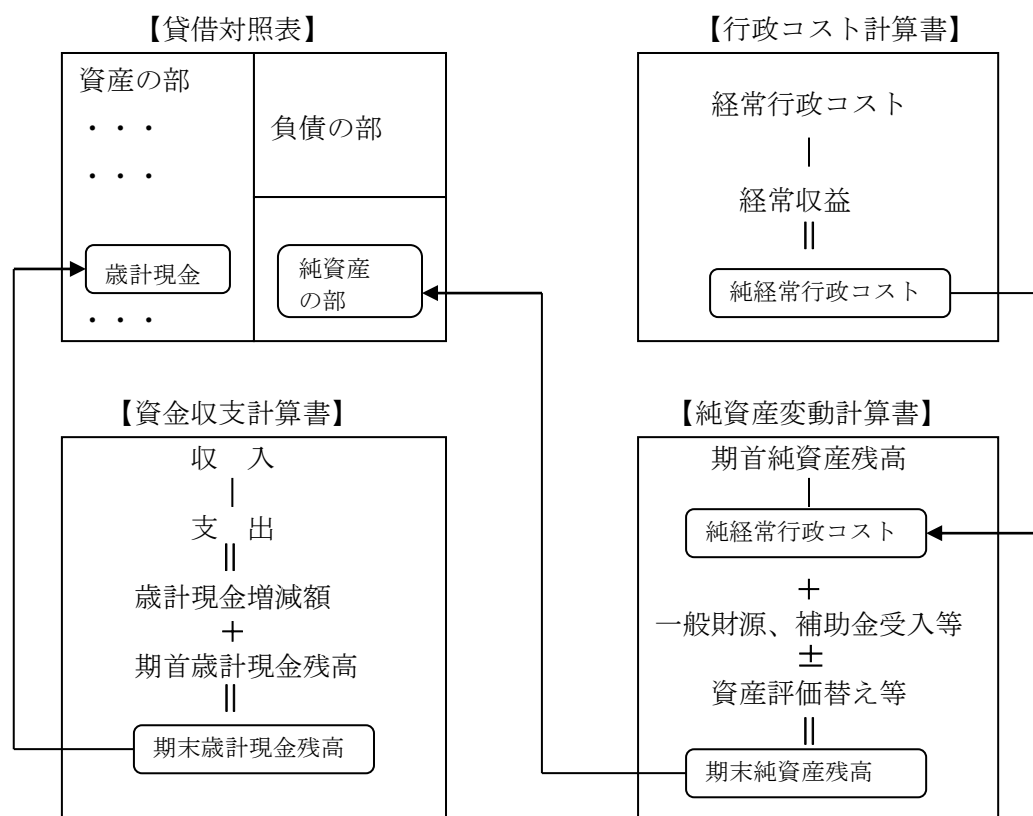 【貸借対照表】
資産の部
・・・
・・・
歳計現金
・・・
負債の部
純資産
の部
【行政コスト計算書】
経常行政コスト
|
経常収益
||
純経常行政コスト
【資金収支計算書】
収　入
|
支　出
||
歳計現金増減額
＋
期首歳計現金残高
||
期末歳計現金残高
【純資産変動計算書】
期首純資産残高
|
純経常行政コスト
＋
一般財源、補助金受入等
±
資産評価替え等
||
期末純資産残高